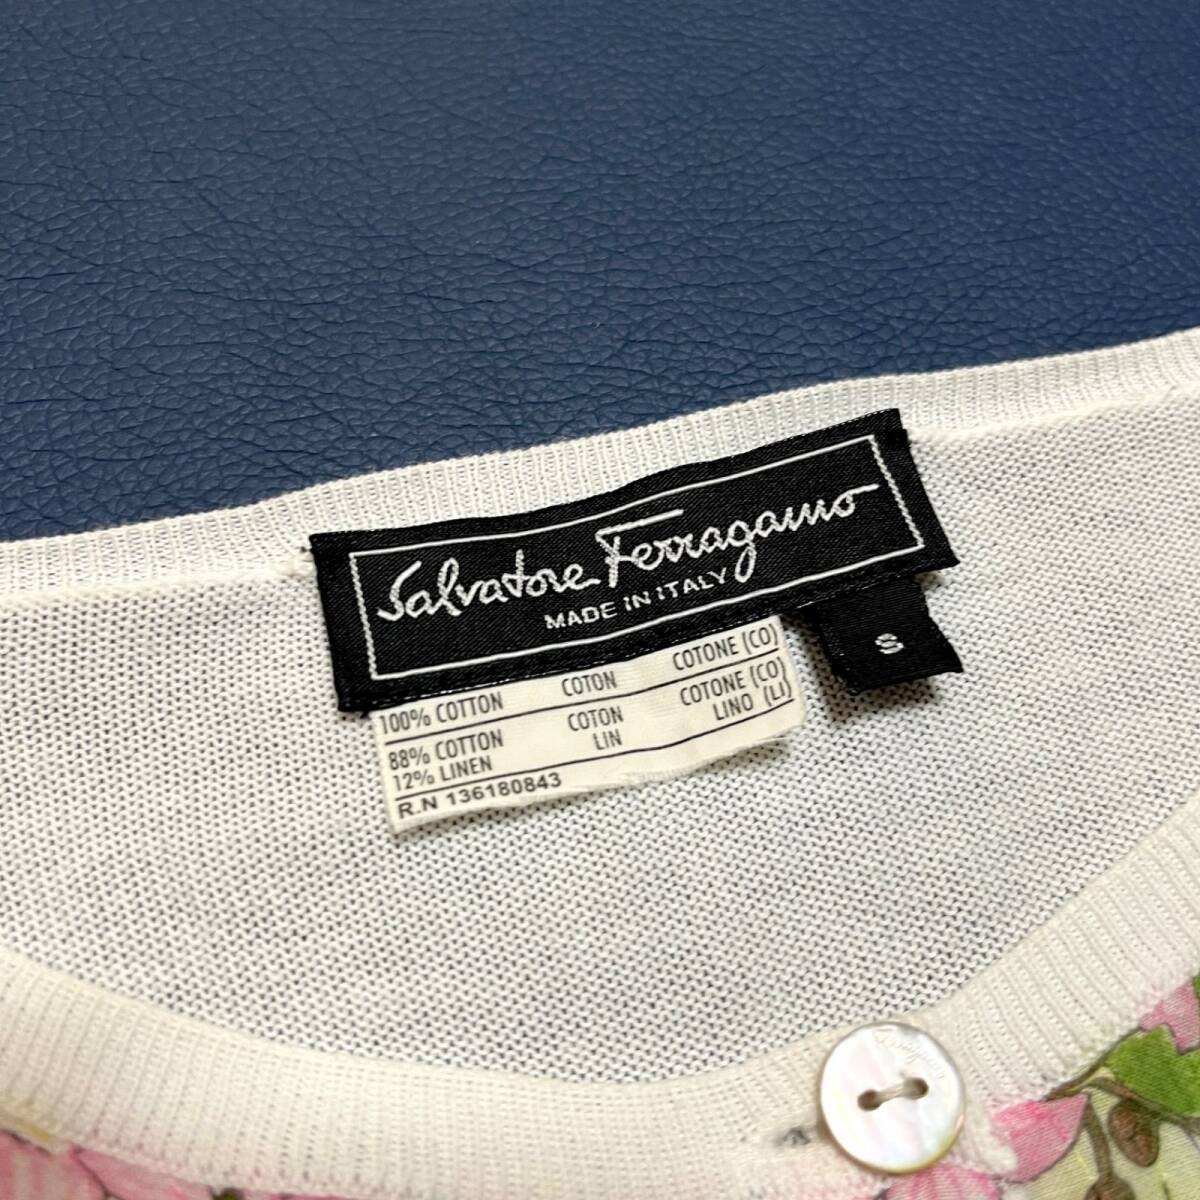 Salvatore Ferragamo
MADE IN ITALY
S
100% COTTON COTON COTONE (CO)
88% COTTON COTON COTONE (CO)
12% LINEN LIN LINO (LI)
R.N 136180843
Ferragamo